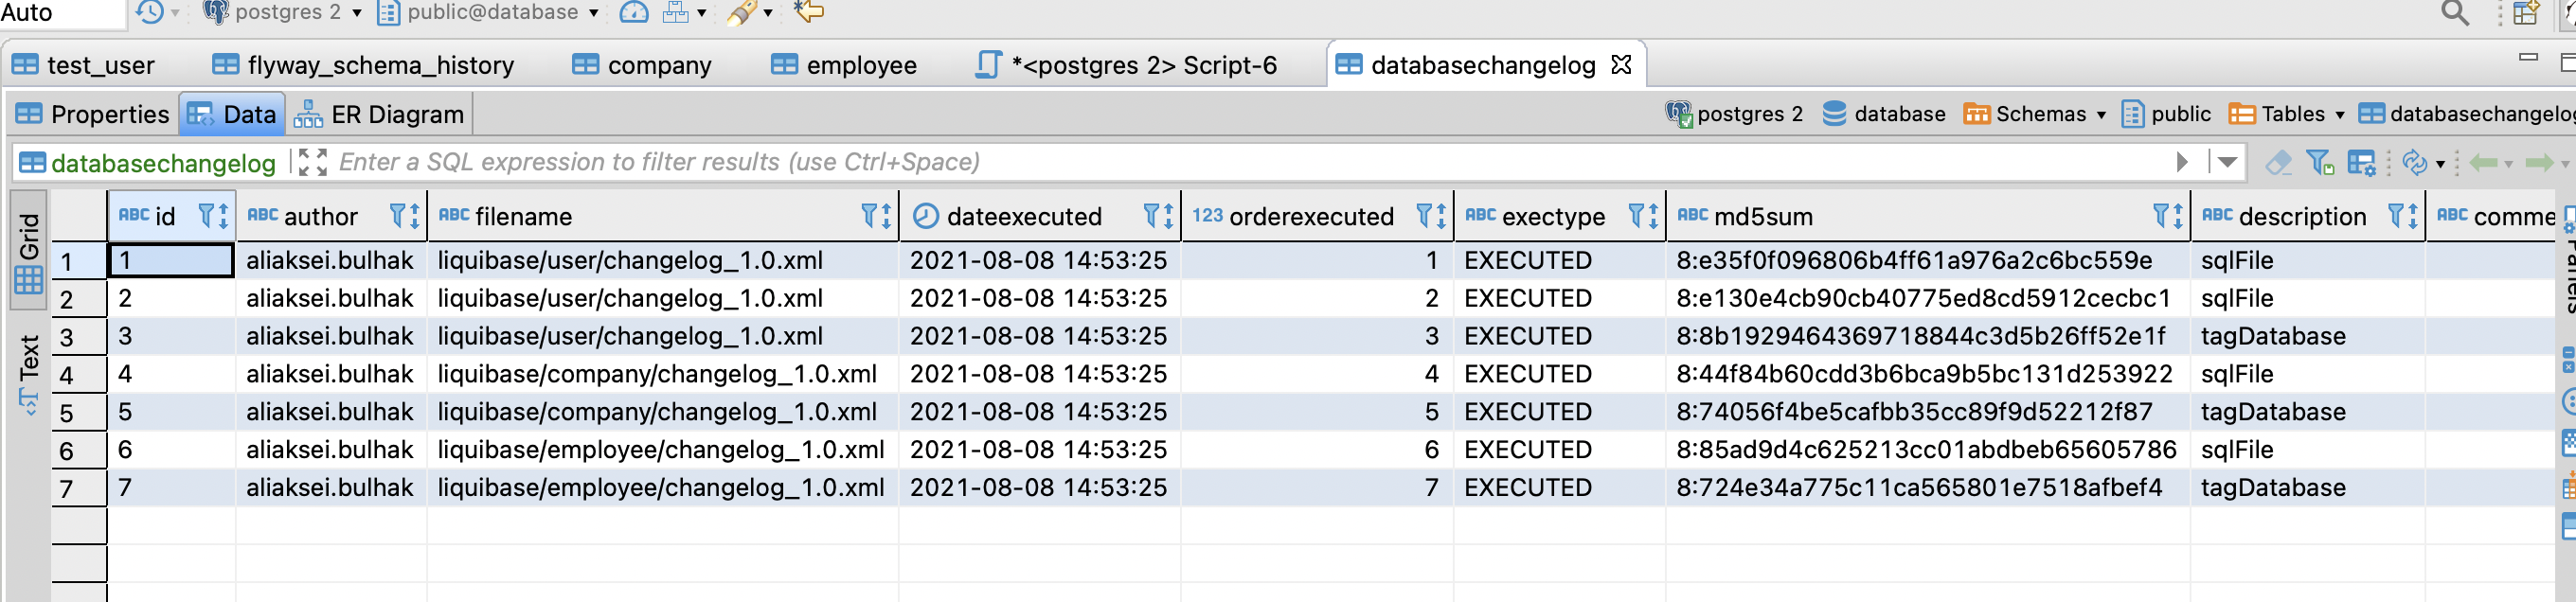 Auto postgres 2 public@database
test_user flyway_schema_history company employee *<postgres 2> Script-6 databasechangelog
Properties Data ER Diagram postgres 2 database Schemas public Tables databasechangelog
databasechangelog Enter a SQL expression to filter results (use Ctrl+Space)
Grid
Text
ABC id ABC author ABC filename dateexecuted 123 orderexecuted ABC exectype ABC md5sum ABC description ABC comme
1 1 aliaksei.bulhak liquibase/user/changelog_1.0.xml 2021-08-08 14:53:25 1 EXECUTED 8:e35f0f096806b4ff61a976a2c6bc559e sqlFile
2 2 aliaksei.bulhak liquibase/user/changelog_1.0.xml 2021-08-08 14:53:25 2 EXECUTED 8:e130e4cb90cb40775ed8cd5912cecbc1 sqlFile
3 3 aliaksei.bulhak liquibase/user/changelog_1.0.xml 2021-08-08 14:53:25 3 EXECUTED 8:8b1929464369718844c3d5b26ff52e1f tagDatabase
4 4 aliaksei.bulhak liquibase/company/changelog_1.0.xml 2021-08-08 14:53:25 4 EXECUTED 8:44f84b60cdd3b6bca9b5bc131d253922 sqlFile
5 5 aliaksei.bulhak liquibase/company/changelog_1.0.xml 2021-08-08 14:53:25 5 EXECUTED 8:74056f4be5cafbb35cc89f9d52212f87 tagDatabase
6 6 aliaksei.bulhak liquibase/employee/changelog_1.0.xml 2021-08-08 14:53:25 6 EXECUTED 8:85ad9d4c625213cc01abdbeb65605786 sqlFile
7 7 aliaksei.bulhak liquibase/employee/changelog_1.0.xml 2021-08-08 14:53:25 7 EXECUTED 8:724e34a775c11ca565801e7518afbef4 tagDatabase